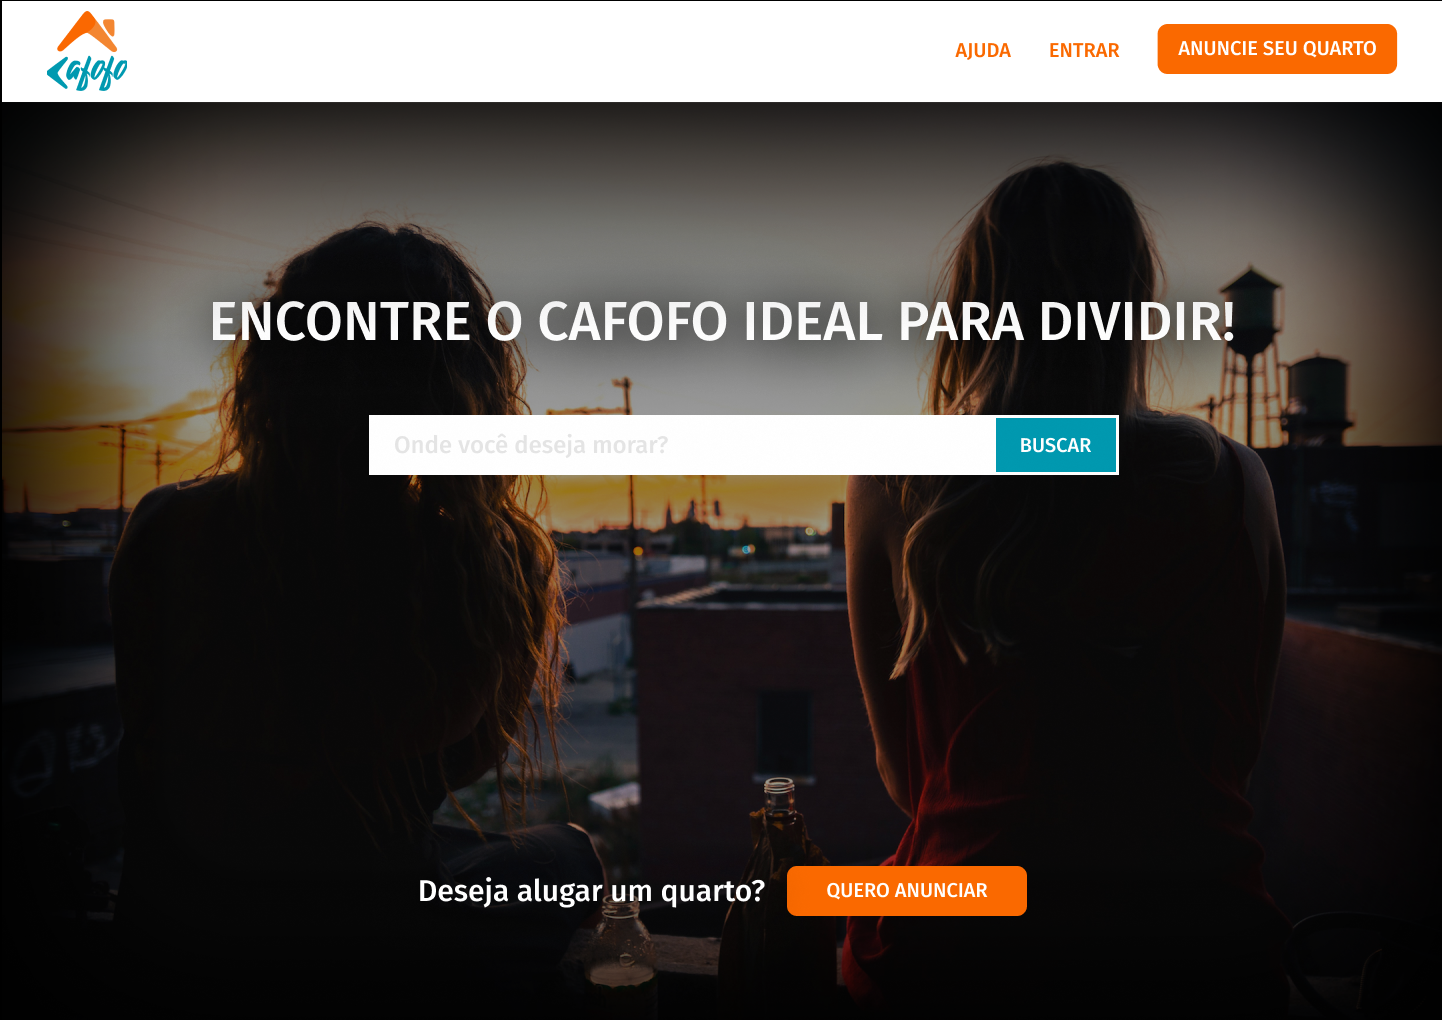 Cafofo
AJUDA
ENTRAR
ANUNCIE SEU QUARTO
ENCONTRE O CAFOFO IDEAL PARA DIVIDIR!
Onde você deseja morar?
BUSCAR
Deseja alugar um quarto?
QUERO ANUNCIAR